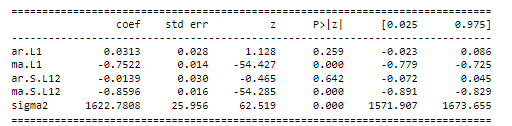 ==============================================================================
                 coef    std err          z      P>|z|      [0.025      0.975]
------------------------------------------------------------------------------
ar.L1          0.0313      0.028      1.128      0.259      -0.023       0.086
ma.L1         -0.7522      0.014    -54.427      0.000      -0.779      -0.725
ar.S.L12      -0.0139      0.030     -0.465      0.642      -0.072       0.045
ma.S.L12      -0.8596      0.016    -54.285      0.000      -0.891      -0.829
sigma2      1622.7808     25.956     62.519      0.000    1571.907    1673.655
==============================================================================